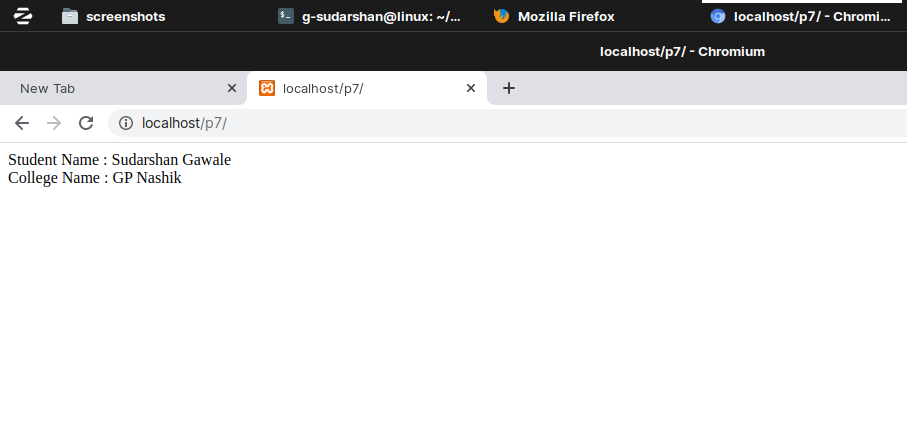 screenshots
g-sudarshan@linux: ~/...
Mozilla Firefox
localhost/p7/ - Chromi...
localhost/p7/ - Chromium
New Tab
localhost/p7/
localhost/p7/
Student Name : Sudarshan Gawale
College Name : GP Nashik